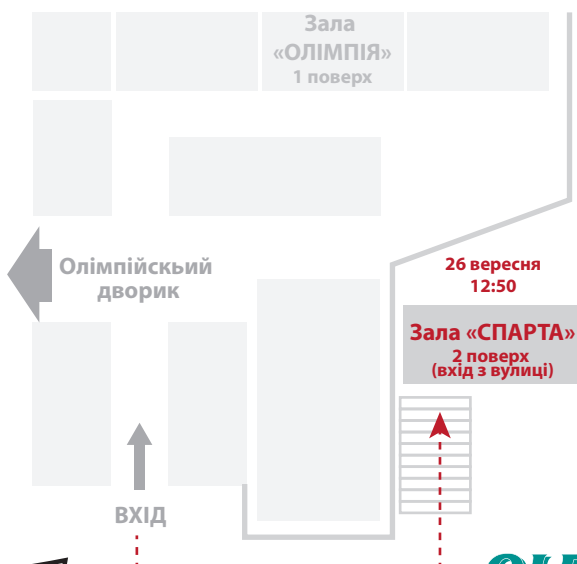 Зала
«ОЛІМПІЯ»
1 поверх
Олімпійскьий
дворик
26 вересня
12:50
Зала «СПАРТА»
2 поверх
(вхід з вулиці)
ВХІД